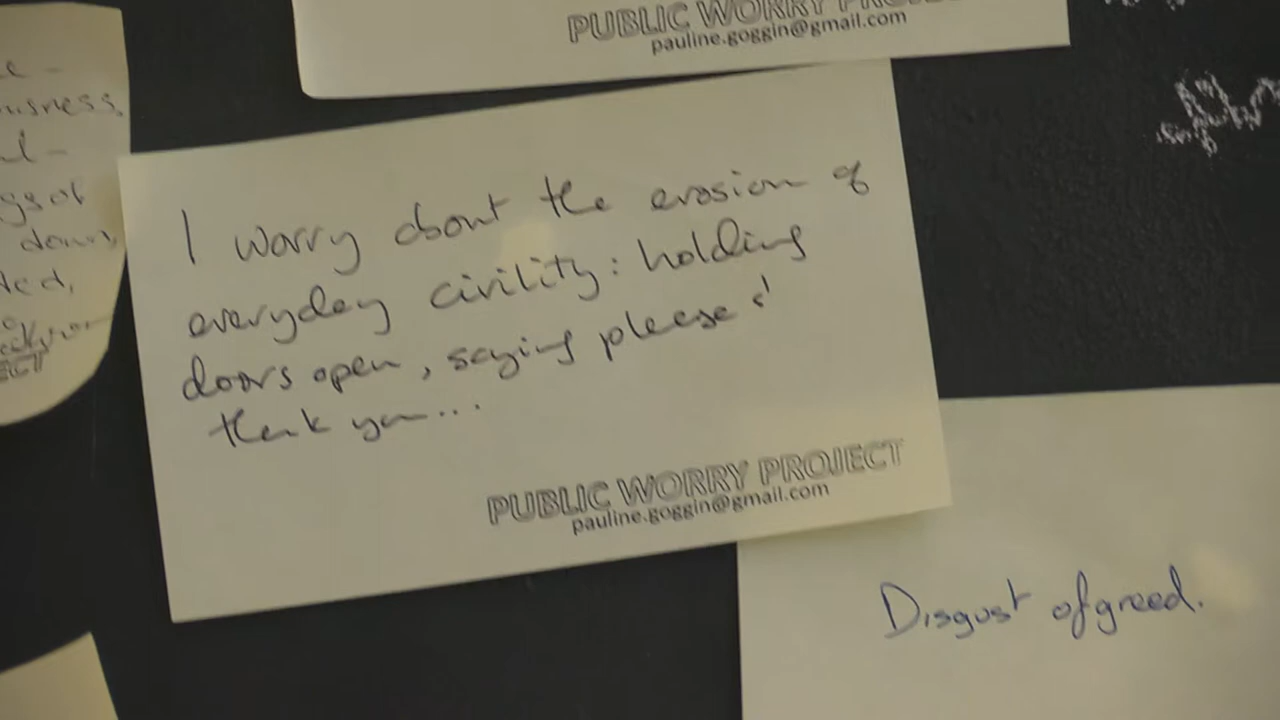 PUBLIC WORRY PROJE
pauline.goggin@gmail.com
I worry about the erosion of
everyday civility: holding
doors open, saying please &
thank you...
PUBLIC WORRY PROJECT
pauline.goggin@gmail.com
Disgust of greed.